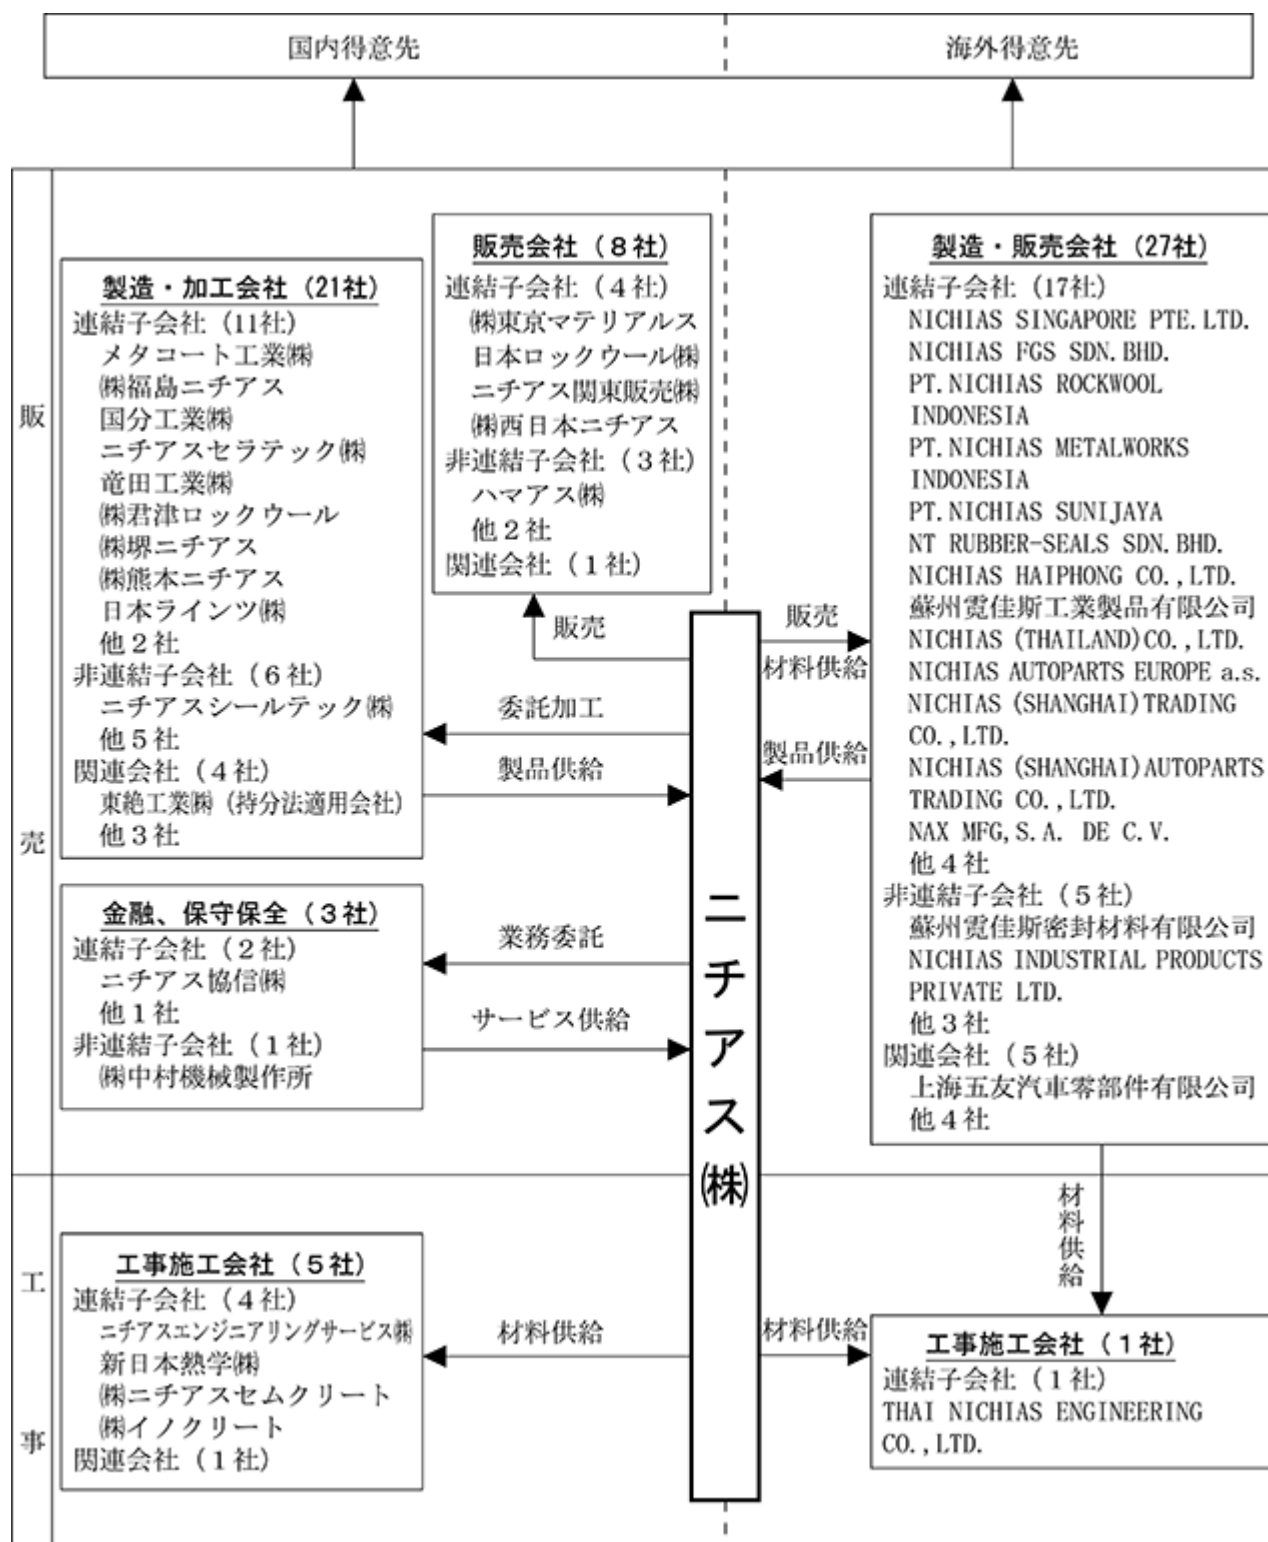 国内得意先
海外得意先
販
売
製造・加工会社（21社）
連結子会社（11社）
メタコート工業㈱
㈱福島ニチアス
国分工業㈱
ニチアスセラテック㈱
竜田工業㈱
㈱君津ロックウール
㈱堺ニチアス
㈱熊本ニチアス
日本ラインツ㈱
他２社
非連結子会社（６社）
ニチアスシールテック㈱
他５社
関連会社（４社）
東絶工業㈱（持分法適用会社）
他３社
販売会社（８社）
連結子会社（４社）
㈱東京マテリアルス
日本ロックウール㈱
ニチアス関東販売㈱
㈱西日本ニチアス
非連結子会社（３社）
ハマアス㈱
他２社
関連会社（１社）
販売
委託加工
製品供給
金融、保守保全（３社）
連結子会社（２社）
ニチアス協信㈱
他１社
非連結子会社（１社）
㈱中村機械製作所
業務委託
サービス供給
ニチアス㈱
販売
材料供給
製品供給
製造・販売会社（27社）
連結子会社（17社）
NICHIAS SINGAPORE PTE.LTD.
NICHIAS FGS SDN.BHD.
PT.NICHIAS ROCKWOOL
INDONESIA
PT.NICHIAS METALWORKS
INDONESIA
PT.NICHIAS SUNIJAYA
NT RUBBER-SEALS SDN.BHD.
NICHIAS HAIPHONG CO.,LTD.
蘇州霓佳斯工業製品有限公司
NICHIAS (THAILAND)CO.,LTD.
NICHIAS AUTOPARTS EUROPE a.s.
NICHIAS (SHANGHAI)TRADING
CO.,LTD.
NICHIAS (SHANGHAI)AUTOPARTS
TRADING CO.,LTD.
NAX MFG,S.A. DE C.V.
他４社
非連結子会社（５社）
蘇州霓佳斯密封材料有限公司
NICHIAS INDUSTRIAL PRODUCTS
PRIVATE LTD.
他３社
関連会社（５社）
上海五友汽車零部件有限公司
他４社
材料供給
工
事
工事施工会社（５社）
連結子会社（４社）
ニチアスエンジニアリングサービス㈱
新日本熱学㈱
㈱ニチアスセムクリート
㈱イノクリート
関連会社（１社）
材料供給
材料供給
工事施工会社（１社）
連結子会社（１社）
THAI NICHIAS ENGINEERING
CO.,LTD.